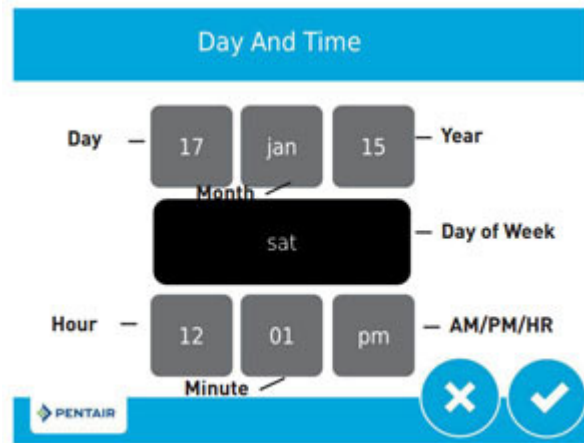 Day And Time
Day 17 jan 15 Year
Month
sat Day of Week
Hour 12 01 pm AM/PM/HR
Minute
PENTAIR